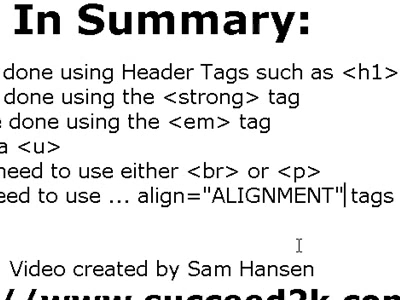 In Summary:
done using Header Tags such as <h1>
done using the <strong> tag
done using the <em> tag
a <u>
need to use either <br> or <p>
eed to use ... align="ALIGNMENT" tags
Video created by Sam Hansen
//www.succeed2k.com